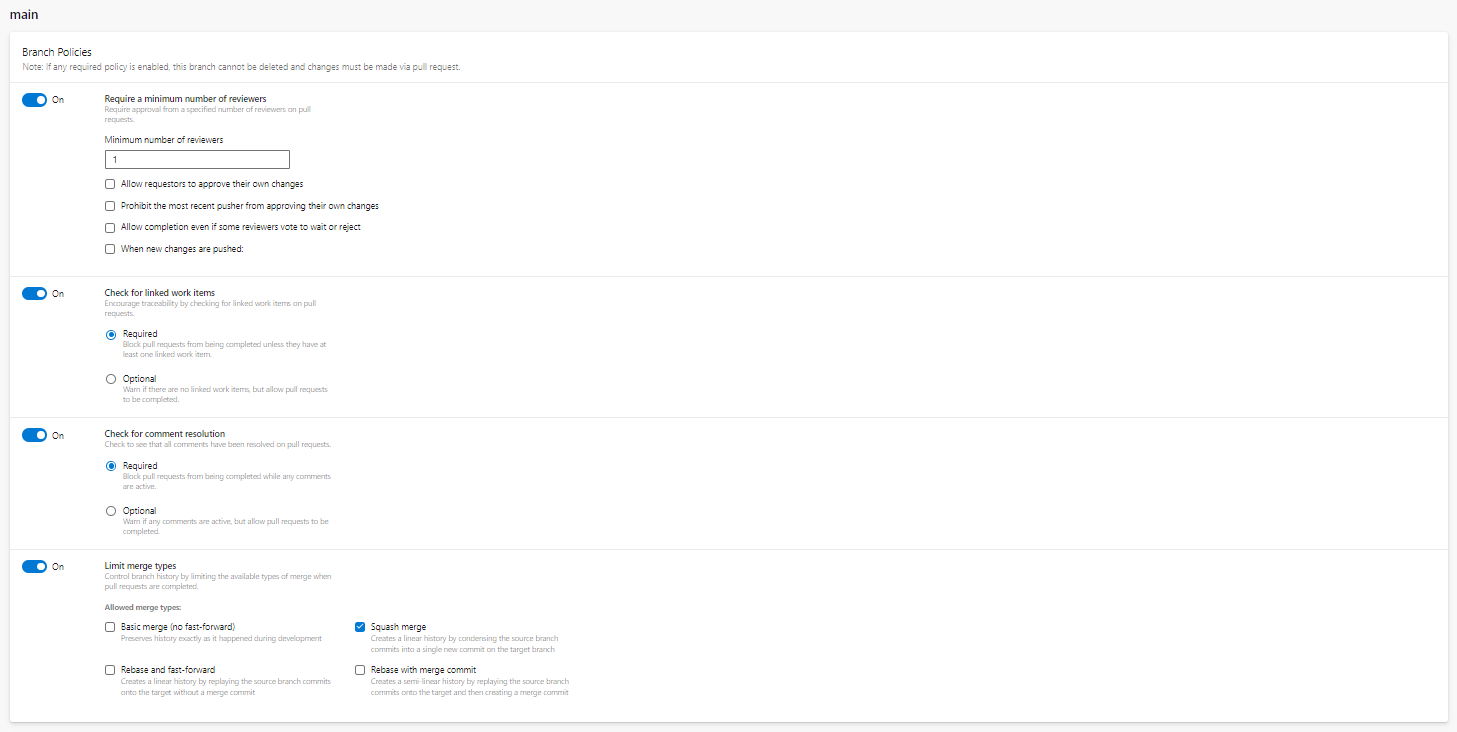 main
Branch Policies
Note: If any required policy is enabled, this branch cannot be deleted and changes must be made via pull request.
On
Require a minimum number of reviewers
Require approval from a specified number of reviewers on pull
requests.
Minimum number of reviewers
1
Allow requestors to approve their own changes
Prohibit the most recent pusher from approving their own changes
Allow completion even if some reviewers vote to wait or reject
When new changes are pushed:
On
Check for linked work items
Encourage traceability by checking for linked work items on pull
requests.
Required
Block pull requests from being completed unless they have at
least one linked work item.
Optional
Warn if there are no linked work items, but allow pull requests
to be completed.
On
Check for comment resolution
Check to see that all comments have been resolved on pull requests.
Required
Block pull requests from being completed while any comments
are active.
Optional
Warn if any comments are active, but allow pull requests to be
completed.
On
Limit merge types
Control branch history by limiting the available types of merge when
pull requests are completed.
Allowed merge types:
Basic merge (no fast-forward)
Preserves history exactly as it happened during development
Squash merge
Creates a linear history by condensing the source branch
commits into a single new commit on the target branch
Rebase and fast-forward
Creates a linear history by replaying the source branch commits
onto the target without a merge commit
Rebase with merge commit
Creates a semi-linear history by replaying the source branch
commits onto the target and then creating a merge commit